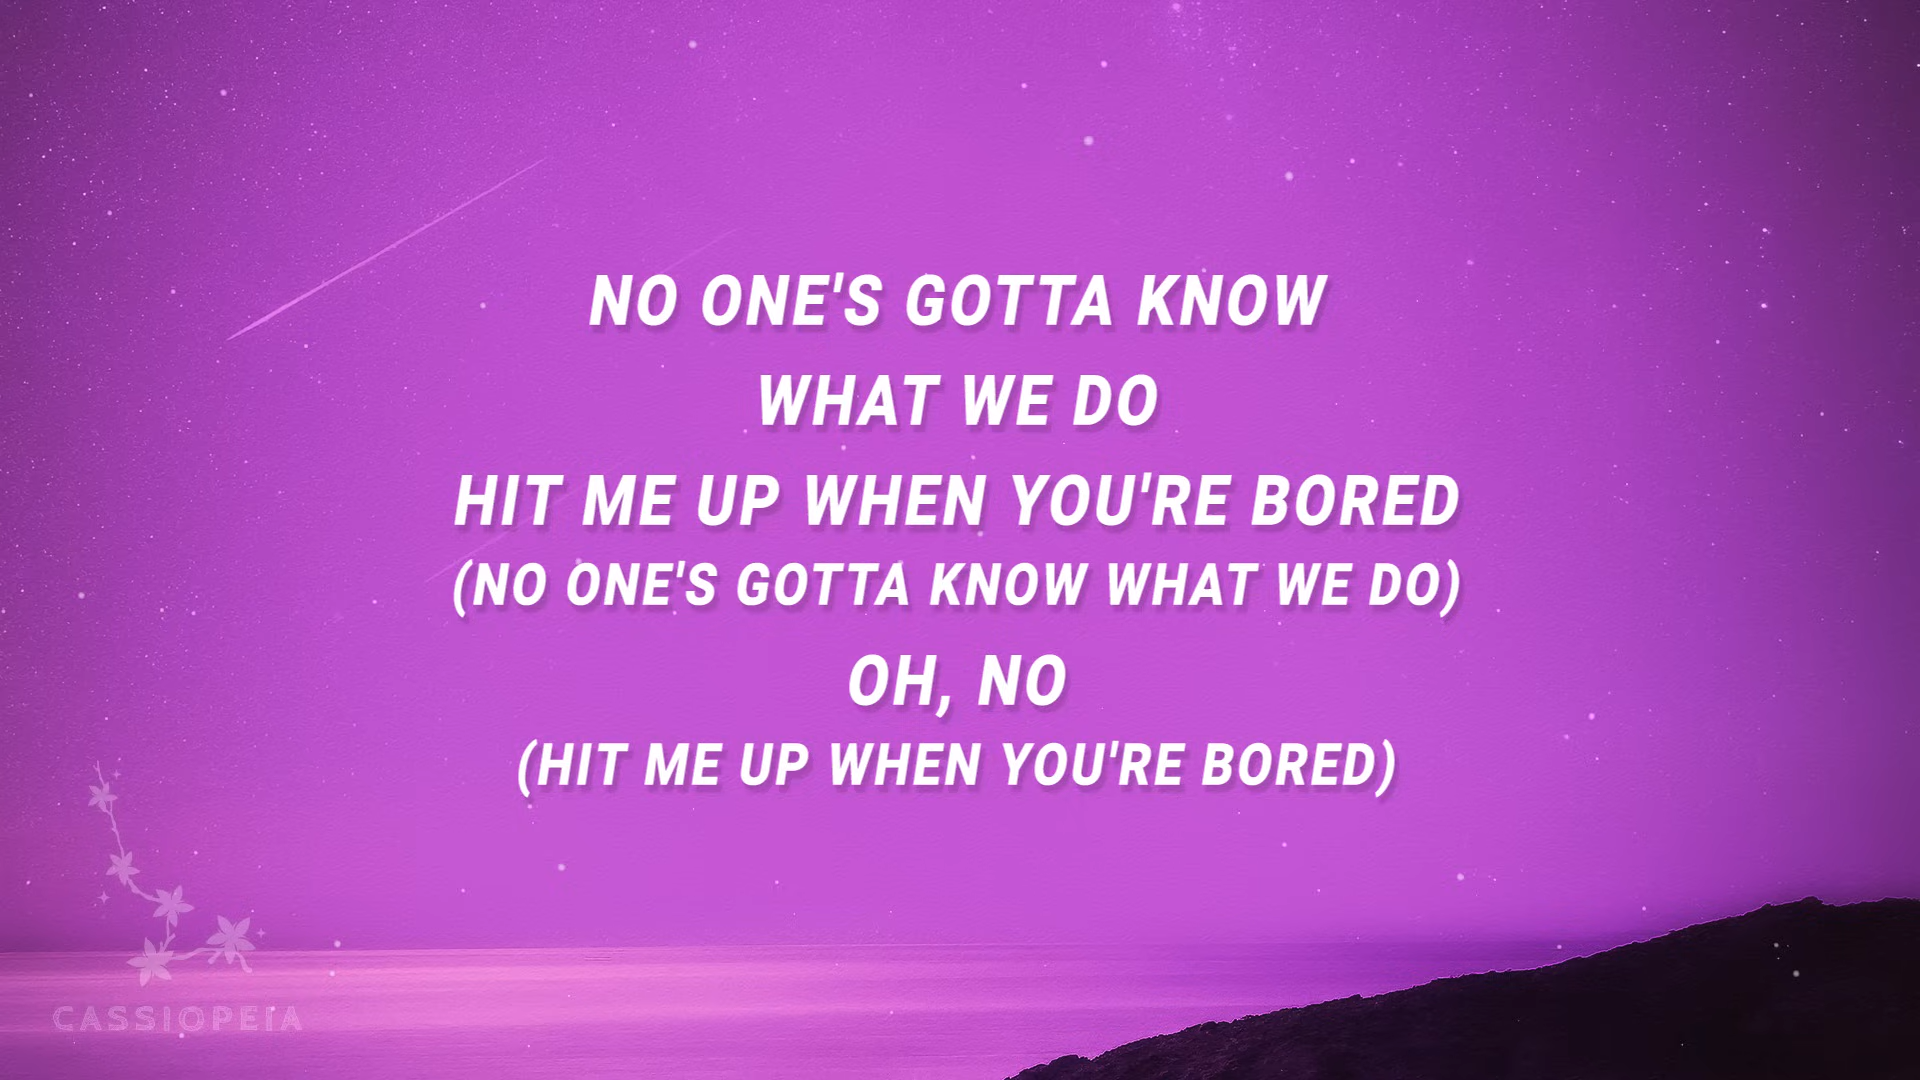 NO ONE'S GOTTA KNOW
WHAT WE DO
HIT ME UP WHEN YOU'RE BORED
(NO ONE'S GOTTA KNOW WHAT WE DO)
OH, NO
(HIT ME UP WHEN YOU'RE BORED)
CASSIOPEIA